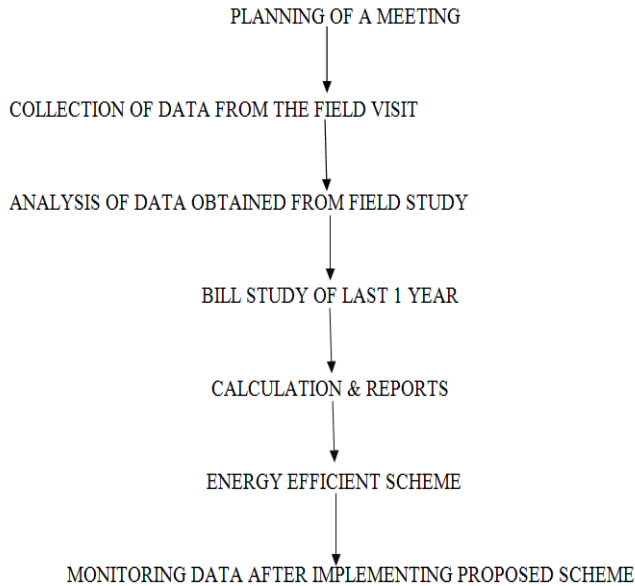 PLANNING OF A MEETING
COLLECTION OF DATA FROM THE FIELD VISIT
ANALYSIS OF DATA OBTAINED FROM FIELD STUDY
BILL STUDY OF LAST 1 YEAR
CALCULATION & REPORTS
ENERGY EFFICIENT SCHEME
MONITORING DATA AFTER IMPLEMENTING PROPOSED SCHEME